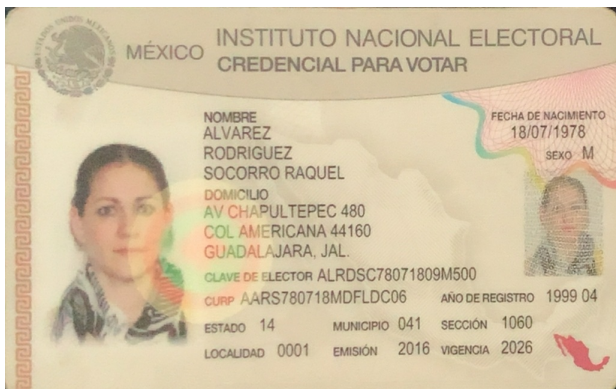 MÉXICO INSTITUTO NACIONAL ELECTORAL
CREDENCIAL PARA VOTAR
NOMBRE
ALVAREZ
RODRIGUEZ
SOCORRO RAQUEL
FECHA DE NACIMIENTO
18/07/1978
SEXO M
DOMICILIO
AV CHAPULTEPEC 480
COL AMERICANA 44160
GUADALAJARA, JAL.
CLAVE DE ELECTOR ALRDSC78071809M500
CURP AARS780718MDFLDC06 AÑO DE REGISTRO 1999 04
ESTADO 14 MUNICIPIO 041 SECCIÓN 1060
LOCALIDAD 0001 EMISIÓN 2016 VIGENCIA 2026